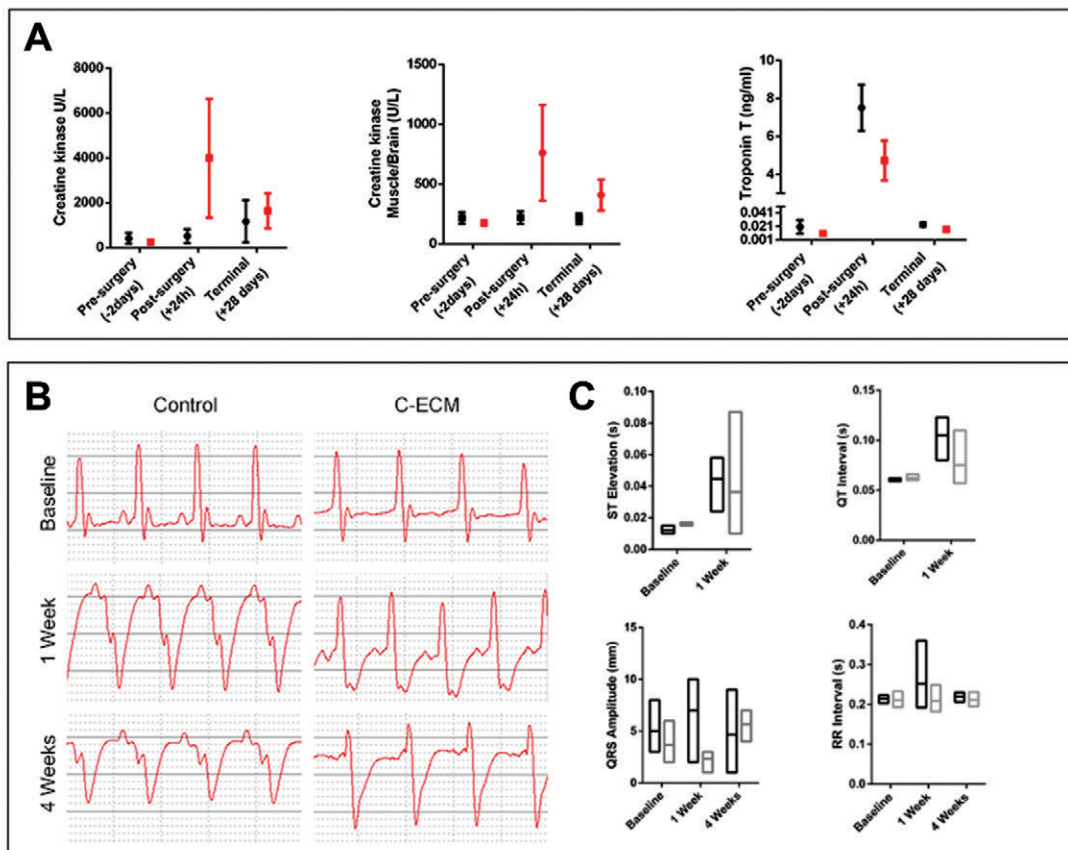 A
Creatine kinase U/L
8000
6000
4000
2000
0
Pre-surgery
(-2days)
Post-surgery
(+24h)
Terminal
(+28 days)
Creatine kinase
Muscle/Brain (U/L)
1500
1000
500
0
Pre-surgery
(-2days)
Post-surgery
(+24h)
Terminal
(+28 days)
Troponin T (ng/ml)
10
8
6
4
0.041
0.021
0.001
Pre-surgery
(-2days)
Post-surgery
(+24h)
Terminal
(+28 days)
B
Control
C-ECM
Baseline
1 Week
4 Weeks
C
ST Elevation (s)
0.10
0.08
0.06
0.04
0.02
0.00
Baseline
1 Week
QT Interval (s)
0.15
0.10
0.05
0.00
Baseline
1 Week
QRS Amplitude (mm)
15
10
5
0
Baseline
1 Week
4 Weeks
RR Interval (s)
0.4
0.3
0.2
0.1
0.0
Baseline
1 Week
4 Weeks